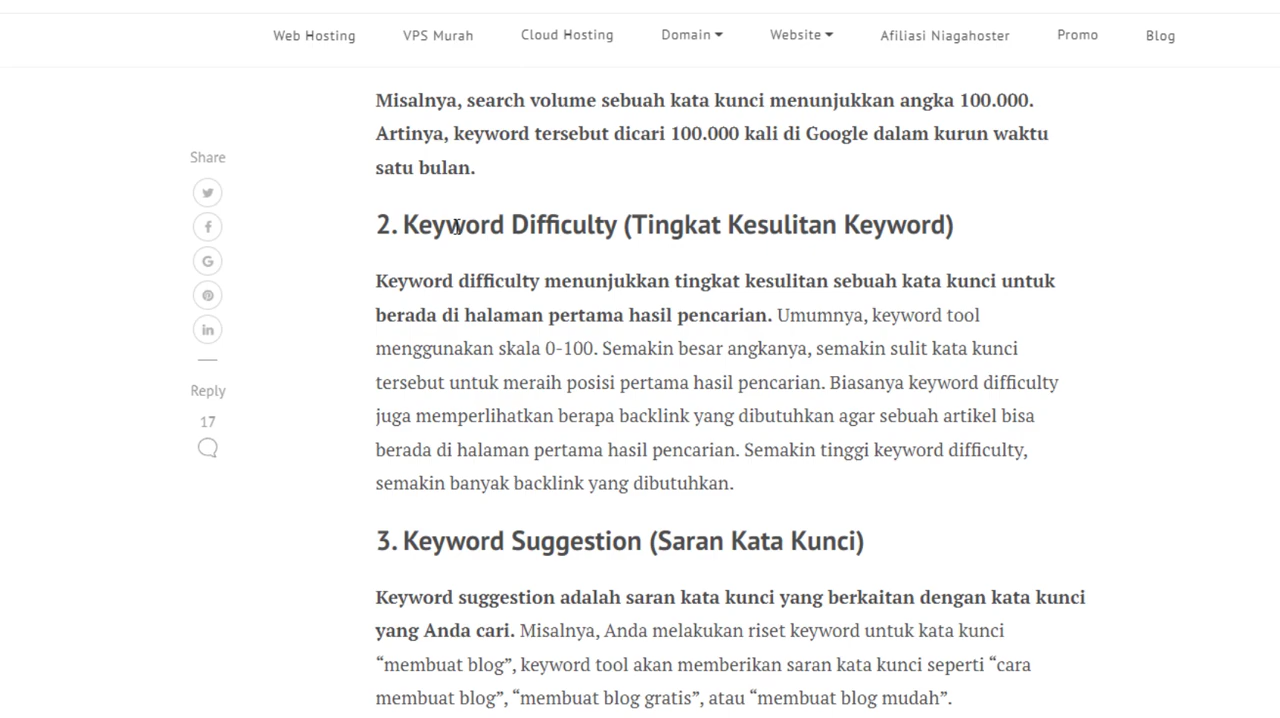 Web Hosting VPS Murah Cloud Hosting Domain Website Afiliasi Niagahoster Promo Blog
Misalnya, search volume sebuah kata kunci menunjukkan angka 100.000.
Artinya, keyword tersebut dicari 100.000 kali di Google dalam kurun waktu
satu bulan.
Share
2. Keyword Difficulty (Tingkat Kesulitan Keyword)
Keyword difficulty menunjukkan tingkat kesulitan sebuah kata kunci untuk
berada di halaman pertama hasil pencarian. Umumnya, keyword tool
menggunakan skala 0-100. Semakin besar angkanya, semakin sulit kata kunci
tersebut untuk meraih posisi pertama hasil pencarian. Biasanya keyword difficulty
juga memperlihatkan berapa backlink yang dibutuhkan agar sebuah artikel bisa
berada di halaman pertama hasil pencarian. Semakin tinggi keyword difficulty,
semakin banyak backlink yang dibutuhkan.
Reply
17
3. Keyword Suggestion (Saran Kata Kunci)
Keyword suggestion adalah saran kata kunci yang berkaitan dengan kata kunci
yang Anda cari. Misalnya, Anda melakukan riset keyword untuk kata kunci
“membuat blog”, keyword tool akan memberikan saran kata kunci seperti “cara
membuat blog”, “membuat blog gratis”, atau “membuat blog mudah”.